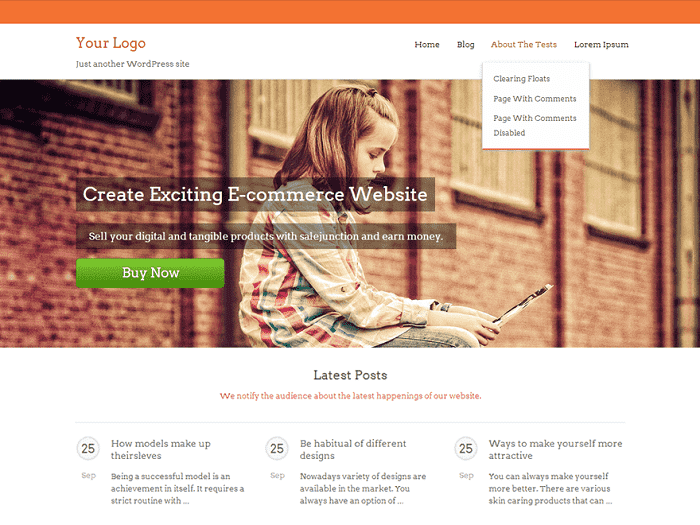 Your Logo
Just another WordPress site
Home Blog About The Tests Lorem Ipsum
Clearing Floats
Page With Comments
Page With Comments
Disabled
Create Exciting E-commerce Website
Sell your digital and tangible products with salejunction and earn money.
Buy Now
Latest Posts
We notify the audience about the latest happenings of our website.
25
Sep
How models make up
theirsleves
Being a successful model is an
achievement in itself. It requires a
strict routine with ...
25
Sep
Be habitual of different
designs
Nowadays variety of designs are
available in the market. You
always have an option of ...
25
Sep
Ways to make yourself more
attractive
You can always make yourself
more better. There are various
skin caring products that can ...